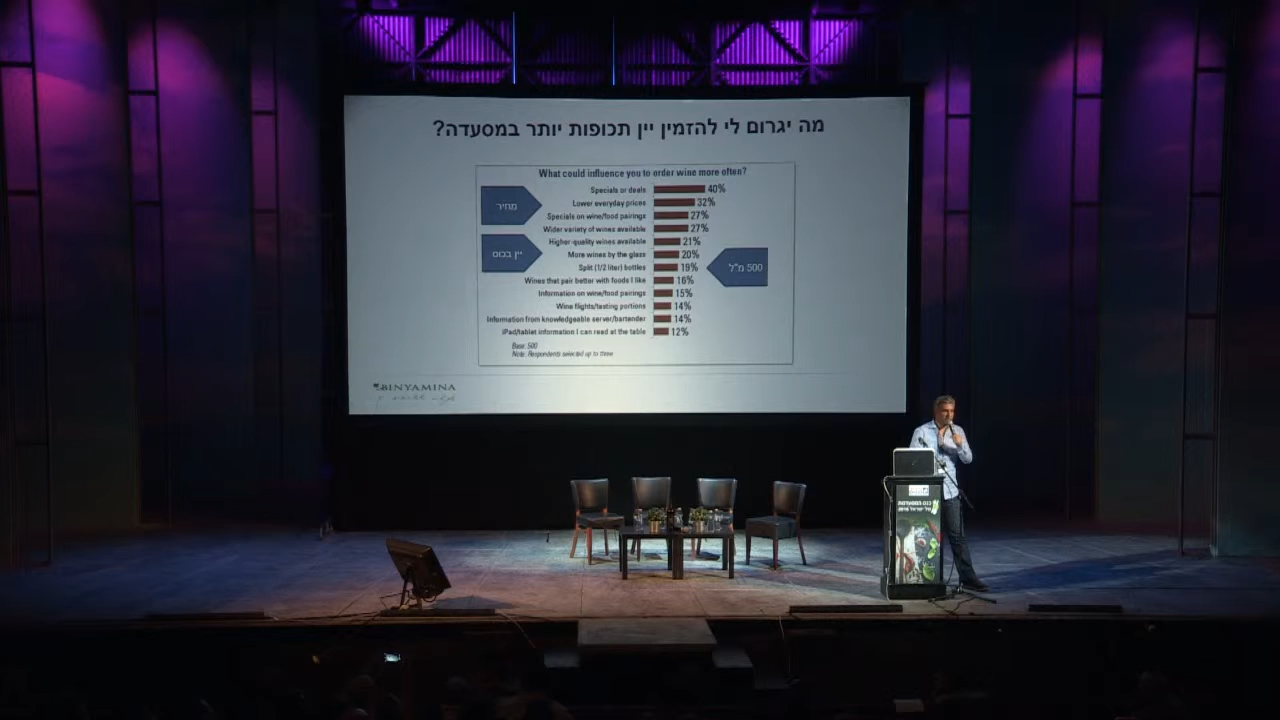 מה יגרום לי להזמין יין תכופות יותר במסעדה?
What could influence you to order wine more often?
מחיר
יין בכוס
500 מ"ל
Specials or deals 40%
Lower everyday prices 32%
Specials on wine/food pairings 27%
Wider variety of wines available 27%
Higher-quality wines available 21%
More wines by the glass 20%
Split (1/2 liter) bottles 19%
Wines that pair better with foods I like 16%
Information on wine/food pairings 15%
Wine flights/tasting portions 14%
Information from knowledgeable server/bartender 14%
iPad/tablet information I can read at the table 12%
Base: 500
Note: Respondents selected up to three
BINYAMINA
כנס המסעדנות
של ישראל